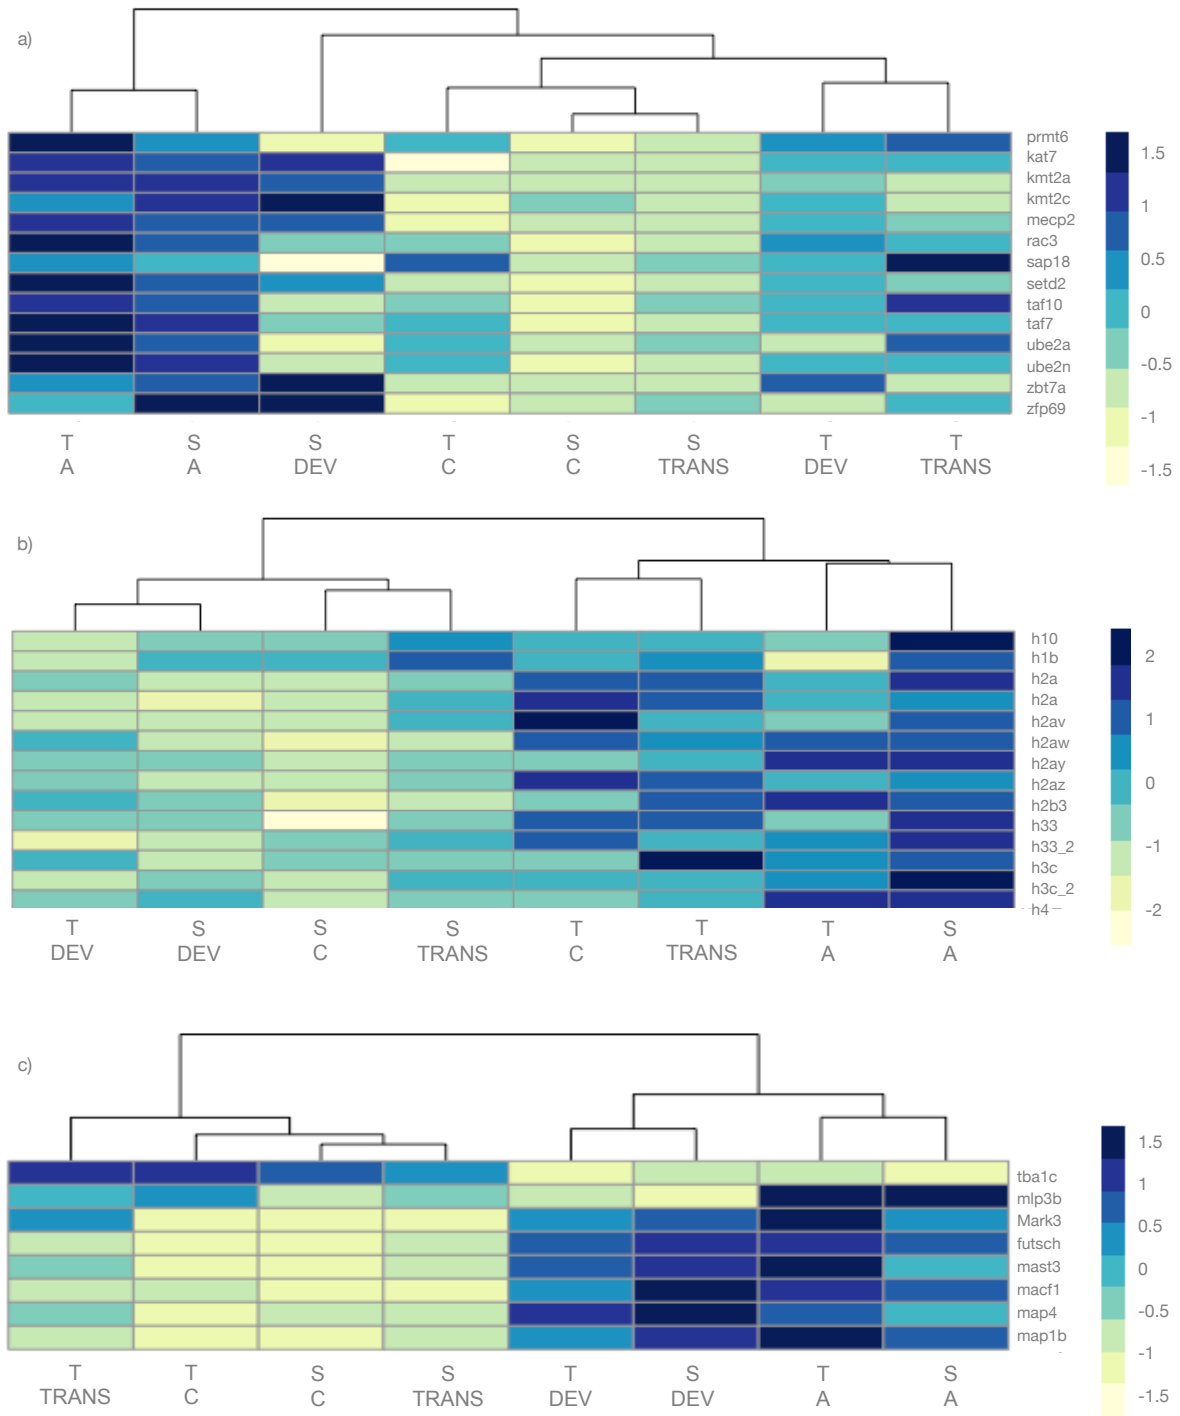 a)
prmt6
kat7
kmt2a
kmt2c
mecp2
rac3
sap18
setd2
taf10
taf7
ube2a
ube2n
zbt7a
zfp69
1.5
1
0.5
0
-0.5
-1
-1.5
T S S T S S T T
A A DEV C C TRANS DEV TRANS
b)
h10
h1b
h2a
h2a
h2av
h2aw
h2ay
h2az
h2b3
h33
h33_2
h3c
h3c_2
h4
2
1
0
-1
-2
T S S S T T T S
DEV DEV C TRANS C TRANS A A
c)
tba1c
mlp3b
Mark3
futsch
mast3
macf1
map4
map1b
1.5
1
0.5
0
-0.5
-1
-1.5
T T S S T S T S
TRANS C C TRANS DEV DEV A A